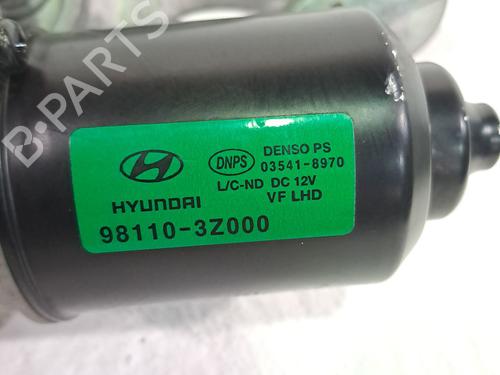 HYUNDAI
98110-3Z000
DNPS
DENSO PS
03541-8970
L/C-ND DC 12V
VF LHD
B-PARTS